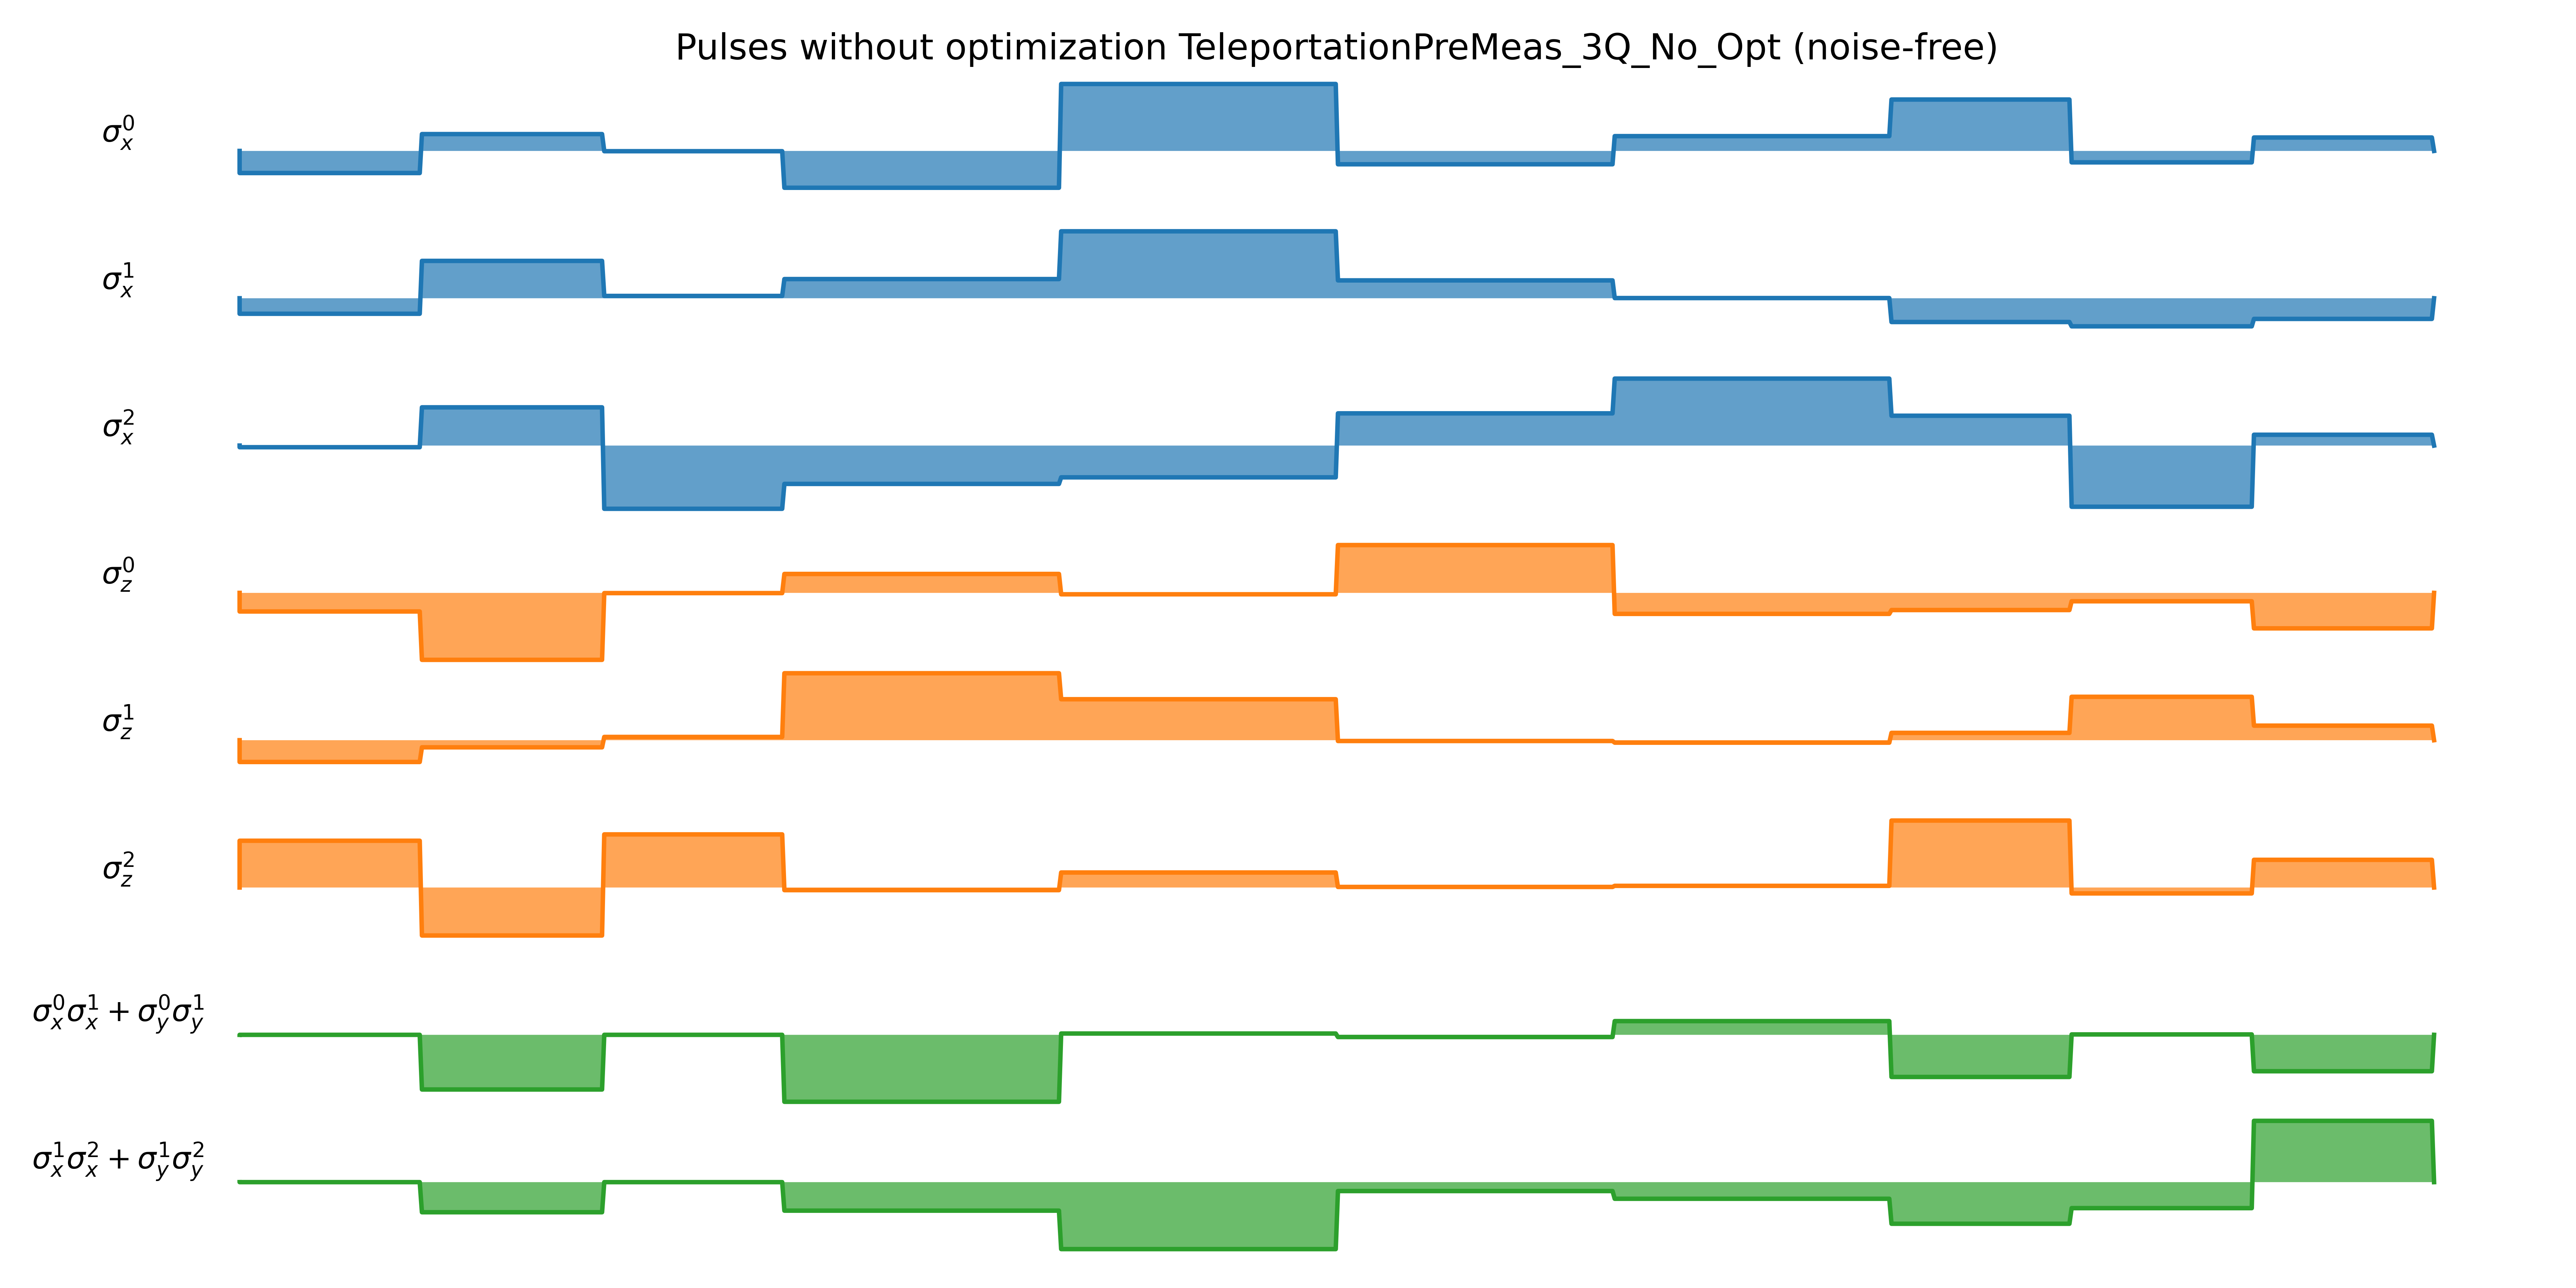 Pulses without optimization TeleportationPreMeas_3Q_No_Opt (noise-free)
σ_x^0
σ_x^1
σ_x^2
σ_z^0
σ_z^1
σ_z^2
σ_x^0σ_x^1 + σ_y^0σ_y^1
σ_x^1σ_x^2 + σ_y^1σ_y^2